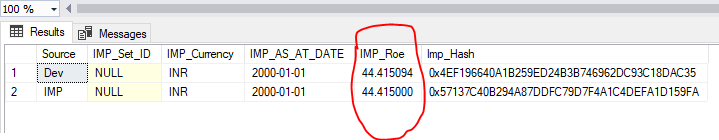 100 %
Results Messages
Source IMP_Set_ID IMP_Currency IMP_AS_AT_DATE IMP_Roe Imp_Hash
1 Dev NULL INR 2000-01-01 44.415094 0x4EF196640A1B259ED24B3B746962DC93C18DAC35
2 IMP NULL INR 2000-01-01 44.415000 0x57137C40B294A87DDFC79D7F4A1C4DEFA1D159FA